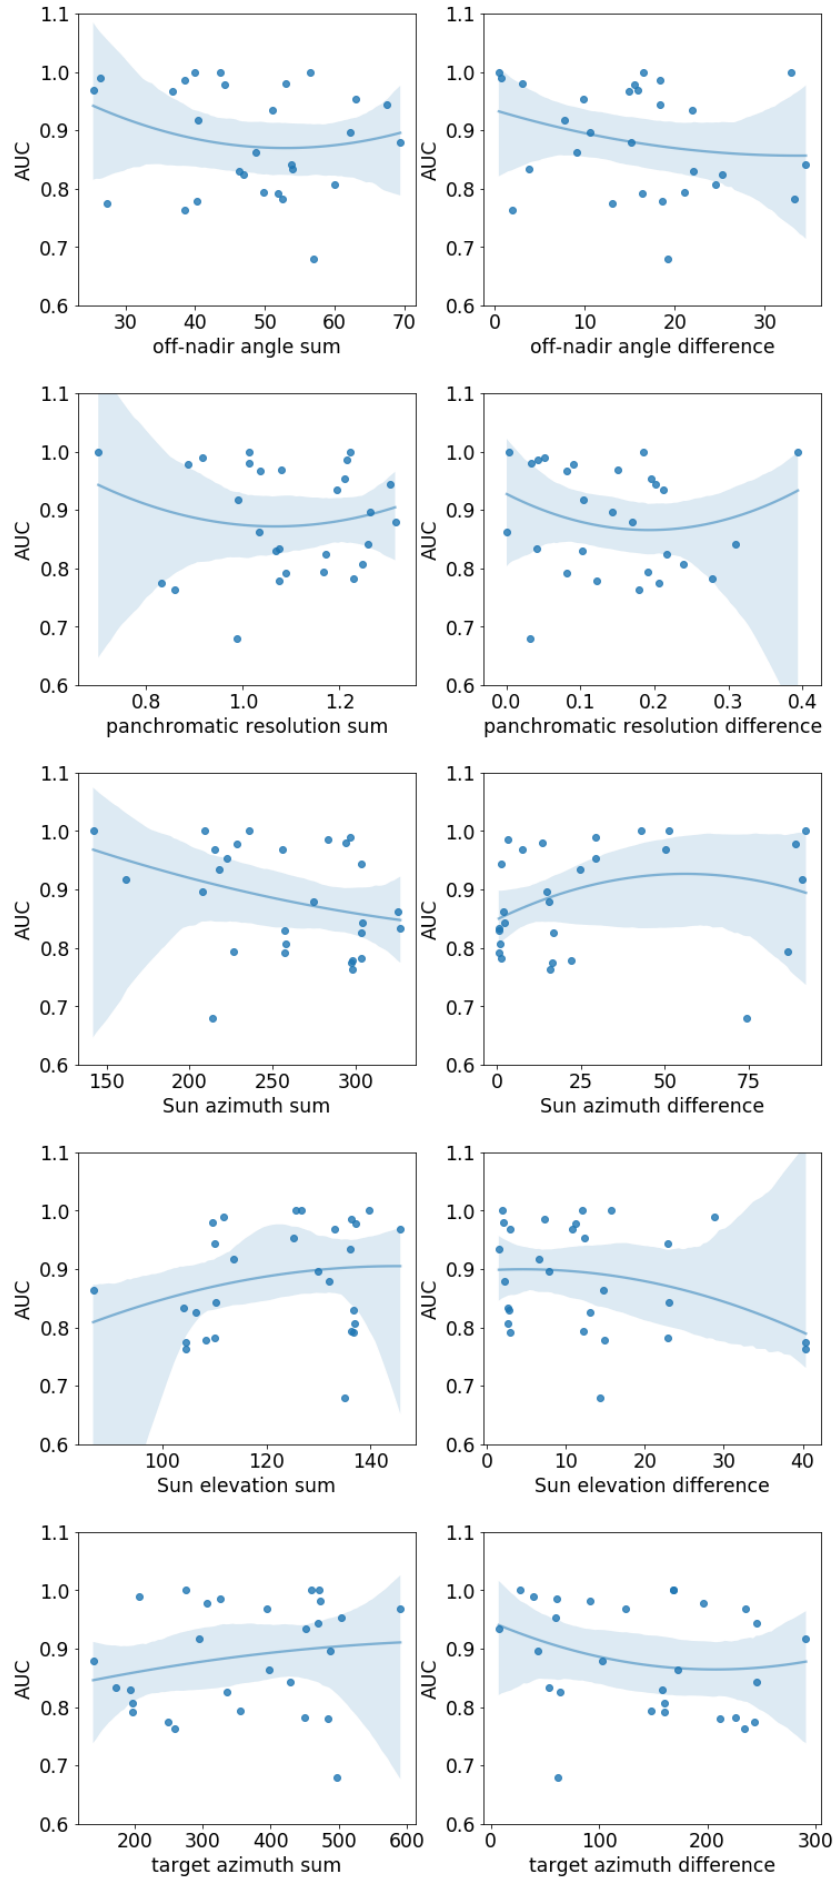 1.1 1.1
1.0 1.0
0.9 0.9
AUC AUC
0.8 0.8
0.7 0.7
0.6 0.6
30 40 50 60 70 0 10 20 30
off-nadir angle sum off-nadir angle difference
1.1 1.1
1.0 1.0
0.9 0.9
AUC AUC
0.8 0.8
0.7 0.7
0.6 0.6
0.8 1.0 1.2 0.0 0.1 0.2 0.3 0.4
panchromatic resolution sum panchromatic resolution difference
1.1 1.1
1.0 1.0
0.9 0.9
AUC AUC
0.8 0.8
0.7 0.7
0.6 0.6
150 200 250 300 0 25 50 75
Sun azimuth sum Sun azimuth difference
1.1 1.1
1.0 1.0
0.9 0.9
AUC AUC
0.8 0.8
0.7 0.7
0.6 0.6
100 120 140 0 10 20 30 40
Sun elevation sum Sun elevation difference
1.1 1.1
1.0 1.0
0.9 0.9
AUC AUC
0.8 0.8
0.7 0.7
0.6 0.6
200 300 400 500 600 0 100 200 300
target azimuth sum target azimuth difference